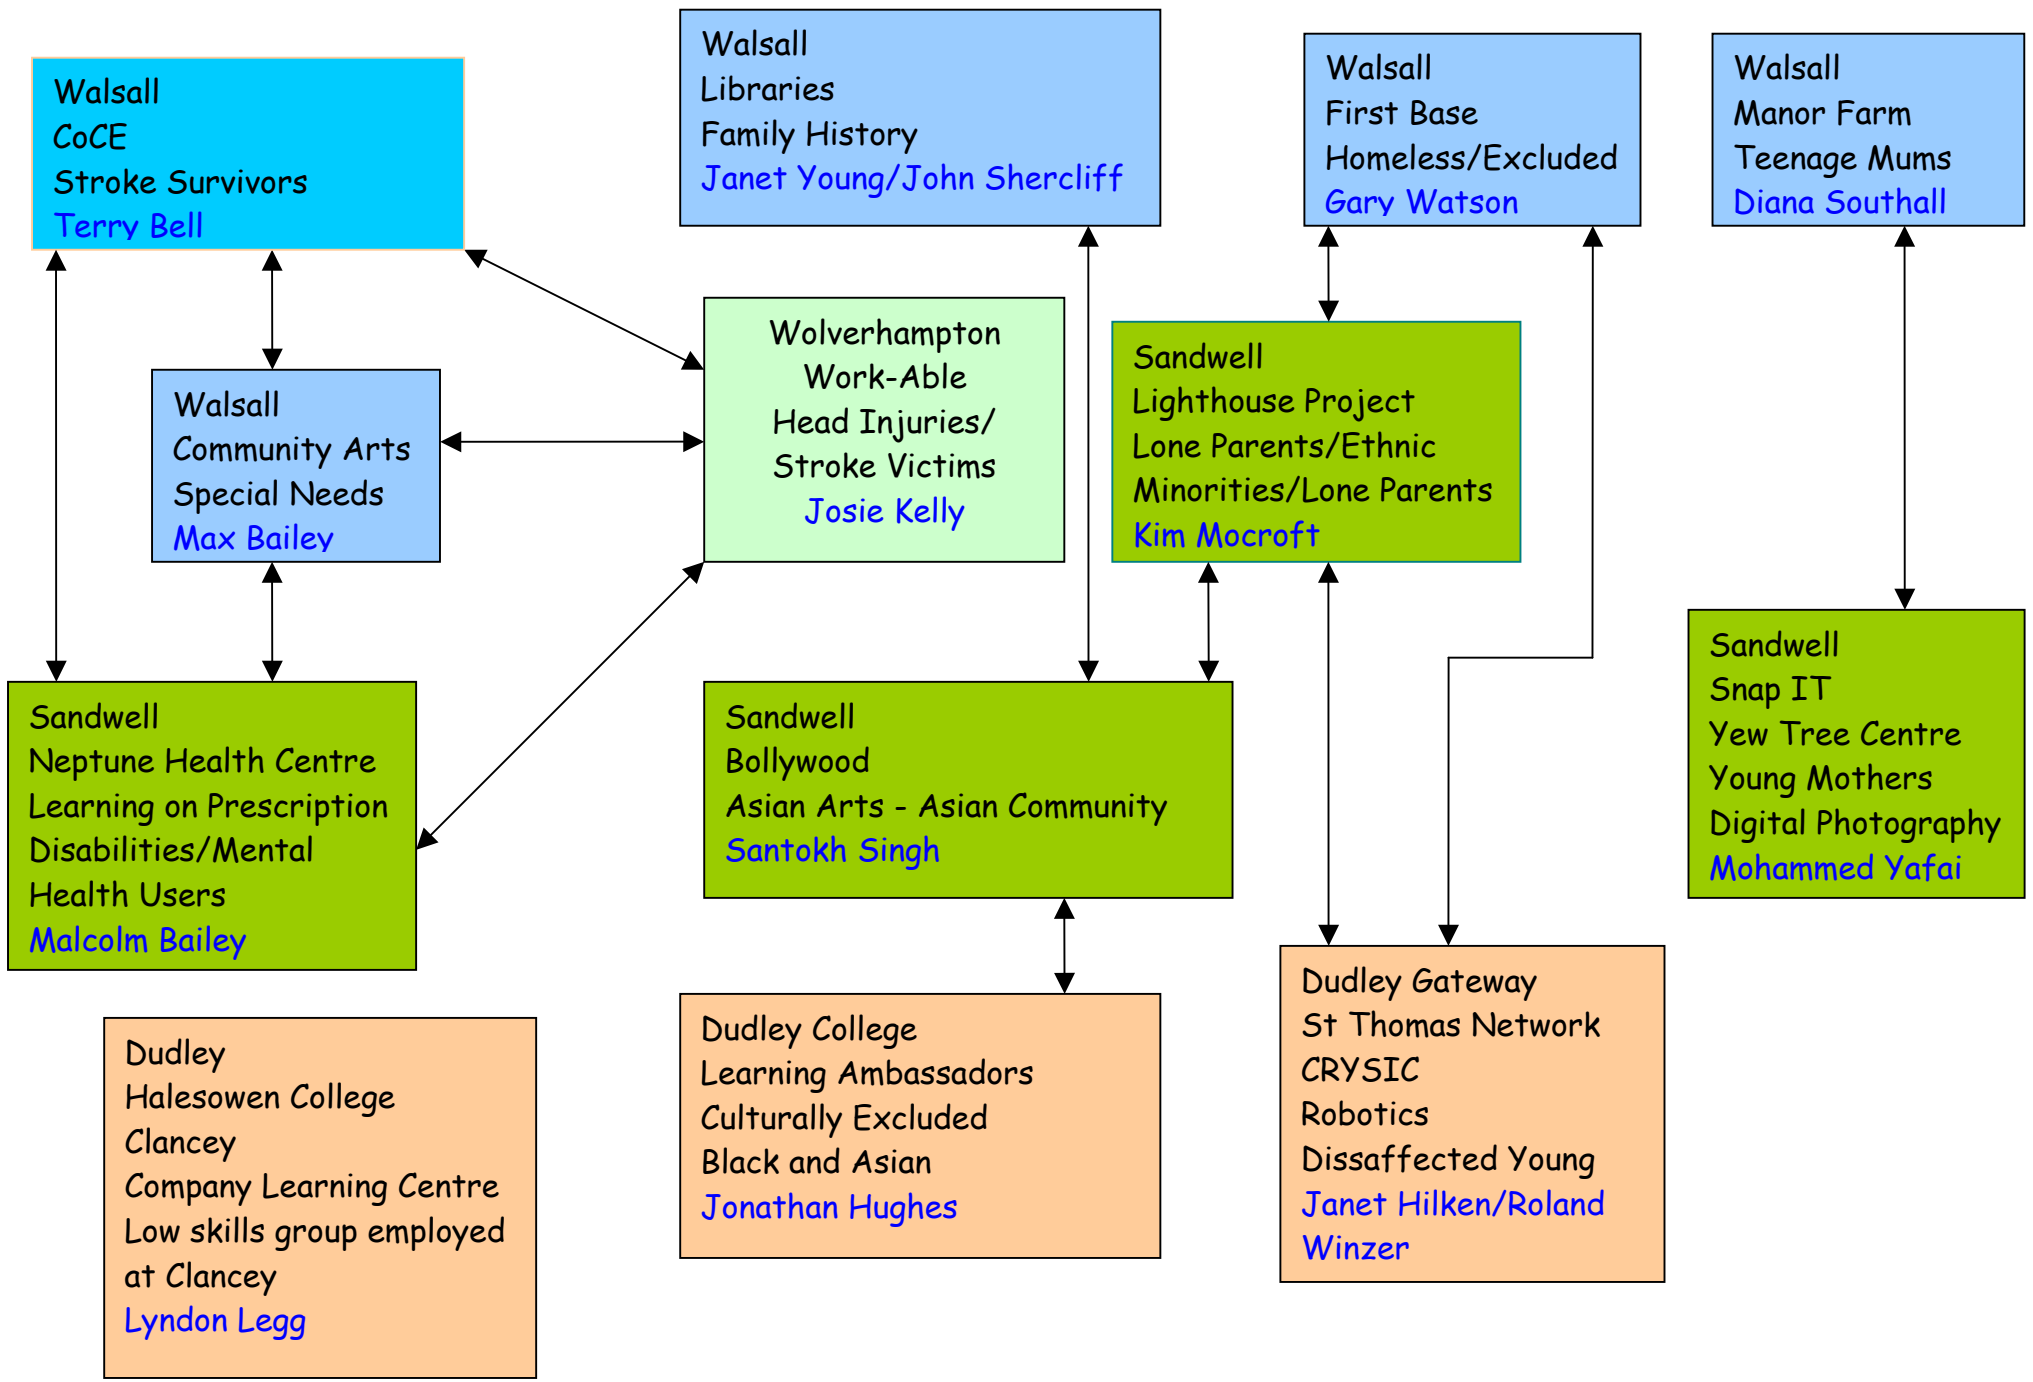 Walsall
CoCE
Stroke Survivors
Terry Bell
Walsall
Libraries
Family History
Janet Young/John Shercliff
Walsall
First Base
Homeless/Excluded
Gary Watson
Walsall
Manor Farm
Teenage Mums
Diana Southall
Walsall
Community Arts
Special Needs
Max Bailey
Wolverhampton
Work-Able
Head Injuries/
Stroke Victims
Josie Kelly
Sandwell
Lighthouse Project
Lone Parents/Ethnic
Minorities/Lone Parents
Kim Mocroft
Sandwell
Neptune Health Centre
Learning on Prescription
Disabilities/Mental
Health Users
Malcolm Bailey
Sandwell
Bollywood
Asian Arts - Asian Community
Santokh Singh
Sandwell
Snap IT
Yew Tree Centre
Young Mothers
Digital Photography
Mohammed Yafai
Dudley
Halesowen College
Clancey
Company Learning Centre
Low skills group employed
at Clancey
Lyndon Legg
Dudley College
Learning Ambassadors
Culturally Excluded
Black and Asian
Jonathan Hughes
Dudley Gateway
St Thomas Network
CRYSIC
Robotics
Dissaffected Young
Janet Hilken/Roland
Winzer